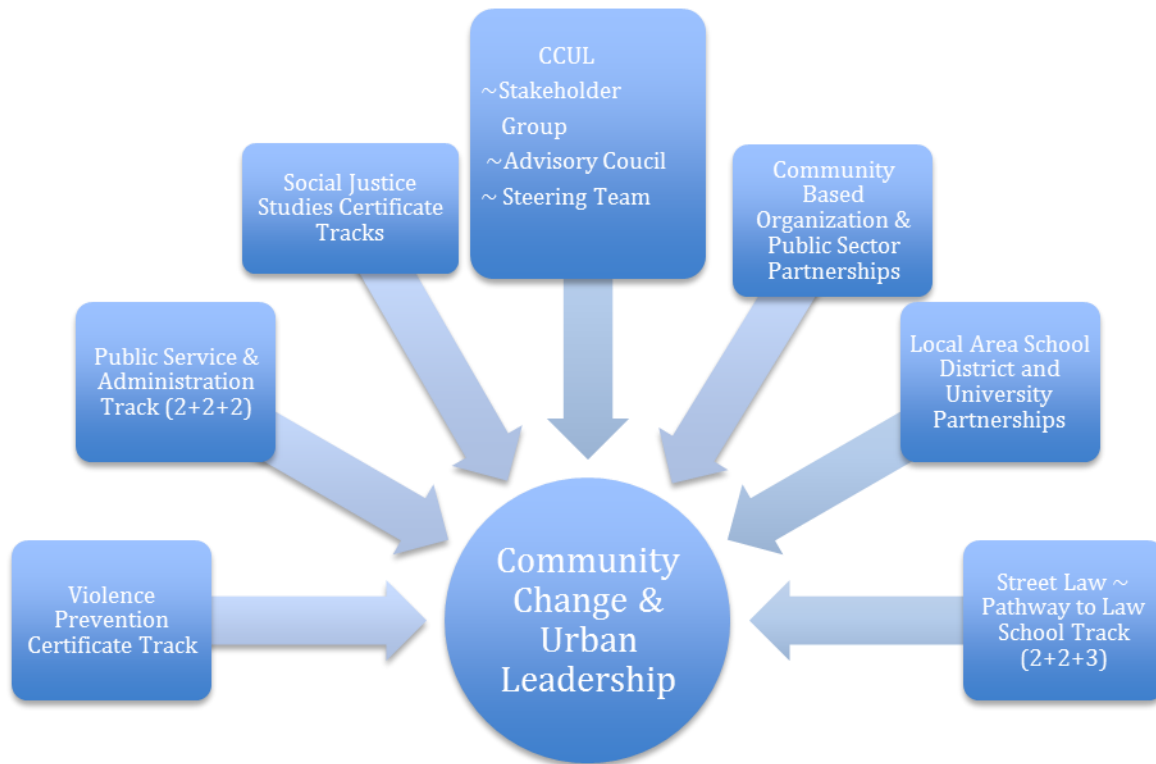 CCUL
~Stakeholder
Group
~Advisory Coucil
~ Steering Team
Social Justice
Studies Certificate
Tracks
Community
Based
Organization &
Public Sector
Partnerships
Public Service &
Administration
Track (2+2+2)
Local Area School
District and
University
Partnerships
Violence
Prevention
Certificate Track
Community
Change &
Urban
Leadership
Street Law ~
Pathway to Law
School Track
(2+2+3)